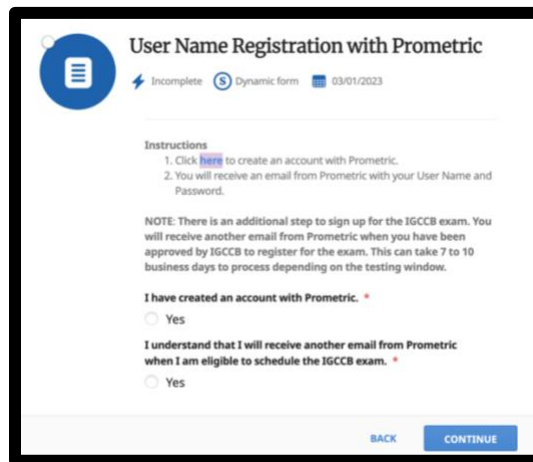 User Name Registration with Prometric
Incomplete S Dynamic form 03/01/2023
Instructions
1. Click here to create an account with Prometric.
2. You will receive an email from Prometric with your User Name and
Password.
NOTE: There is an additional step to sign up for the IGCCB exam. You
will receive another email from Prometric when you have been
approved by IGCCB to register for the exam. This can take 7 to 10
business days to process depending on the testing window.
I have created an account with Prometric. *
Yes
I understand that I will receive another email from Prometric
when I am eligible to schedule the IGCCB exam. *
Yes
BACK CONTINUE